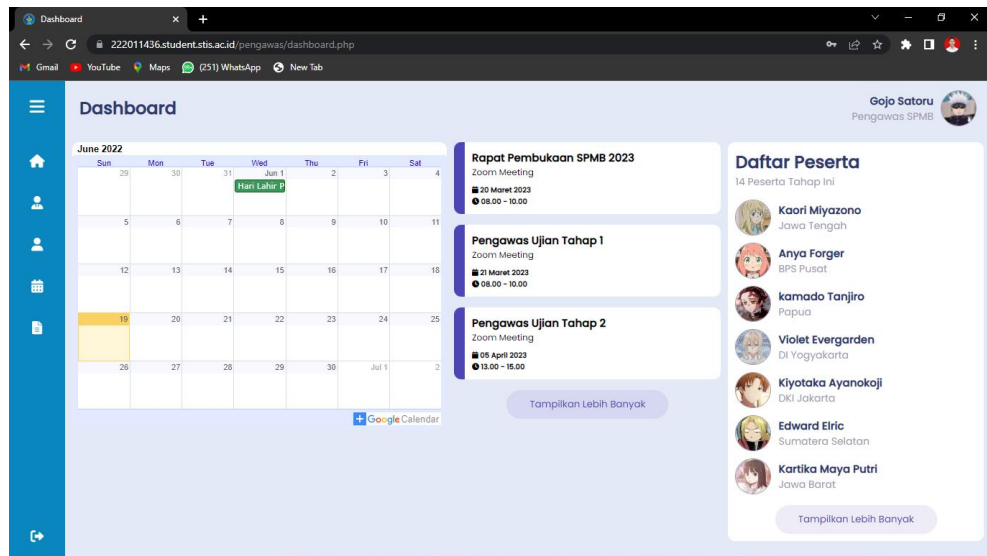 Dashboard
222011436.student.stis.ac.id/pengawas/dashboard.php
Gmail YouTube Maps (251) WhatsApp New Tab
Dashboard
Gojo Satoru
Pengawas SPMB
June 2022
Sun Mon Tue Wed Thu Fri Sat
29 30 31 Jun 1 2 3 4
Hari Lahir P
5 6 7 8 9 10 11
12 13 14 15 16 17 18
19 20 21 22 23 24 25
26 27 28 29 30 Jul 1 2
Google Calendar
Rapat Pembukaan SPMB 2023
Zoom Meeting
20 Maret 2023
08.00 - 10.00
Pengawas Ujian Tahap 1
Zoom Meeting
21 Maret 2023
08.00 - 10.00
Pengawas Ujian Tahap 2
Zoom Meeting
05 April 2023
13.00 - 15.00
Tampilkan Lebih Banyak
Daftar Peserta
14 Peserta Tahap Ini
Kaori Miyazono
Jawa Tengah
Anya Forger
BPS Pusat
kamado Tanjiro
Papua
Violet Evergarden
DI Yogyakarta
Kiyotaka Ayanokoji
DKI Jakarta
Edward Elric
Sumatera Selatan
Kartika Maya Putri
Jawa Barat
Tampilkan Lebih Banyak